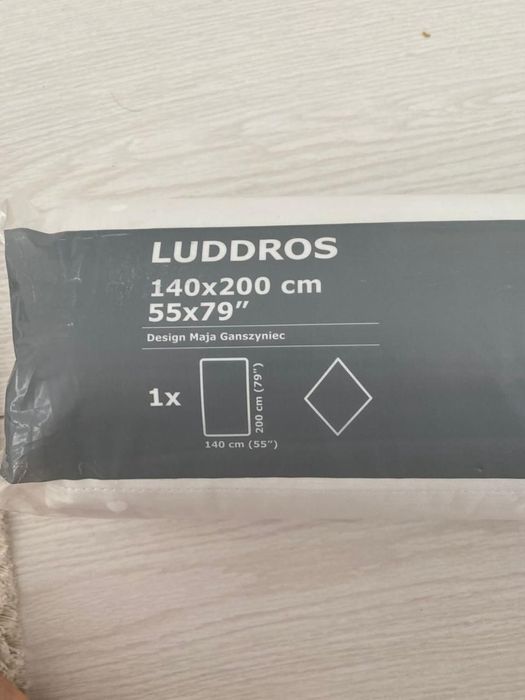 LUDDROS
140x200 cm
55x79”
Design Maja Ganszyniec
1x
200 cm (79”)
140 cm (55”)